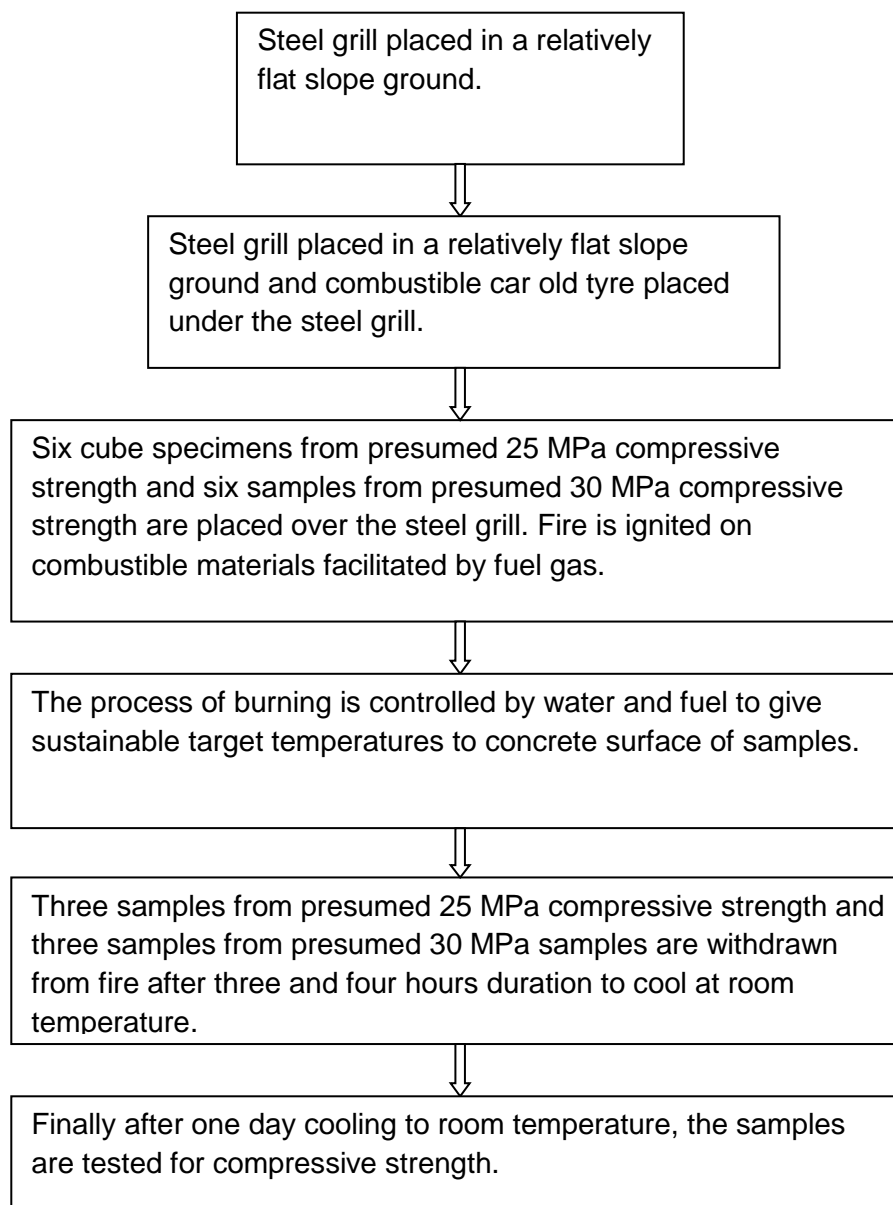 Steel grill placed in a relatively
flat slope ground.
Steel grill placed in a relatively flat slope
ground and combustible car old tyre placed
under the steel grill.
Six cube specimens from presumed 25 MPa compressive
strength and six samples from presumed 30 MPa compressive
strength are placed over the steel grill. Fire is ignited on
combustible materials facilitated by fuel gas.
The process of burning is controlled by water and fuel to give
sustainable target temperatures to concrete surface of samples.
Three samples from presumed 25 MPa compressive strength and
three samples from presumed 30 MPa samples are withdrawn
from fire after three and four hours duration to cool at room
temperature.
Finally after one day cooling to room temperature, the samples
are tested for compressive strength.